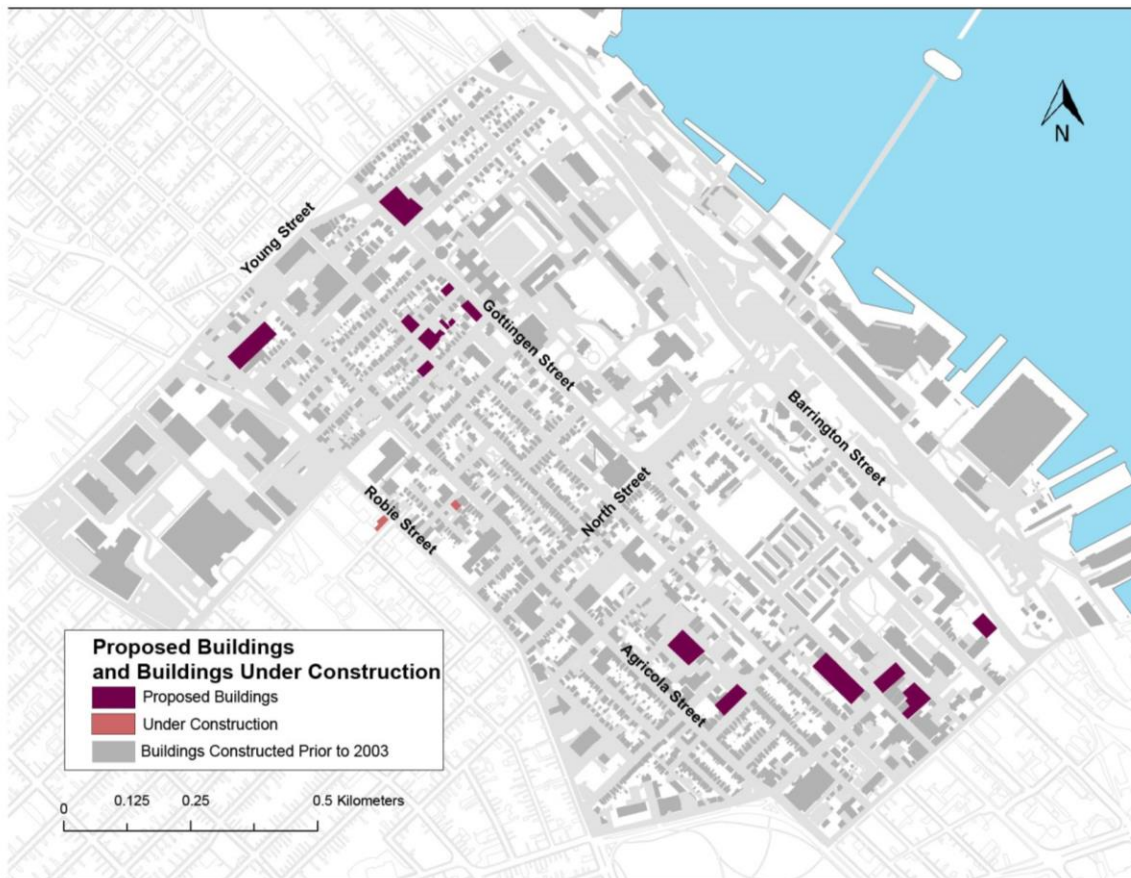 N
Young Street
Gottingen Street
Barrington Street
North Street
Robie Street
Agricola Street
Proposed Buildings
and Buildings Under Construction
Proposed Buildings
Under Construction
Buildings Constructed Prior to 2003
0 0.125 0.25 0.5 Kilometers